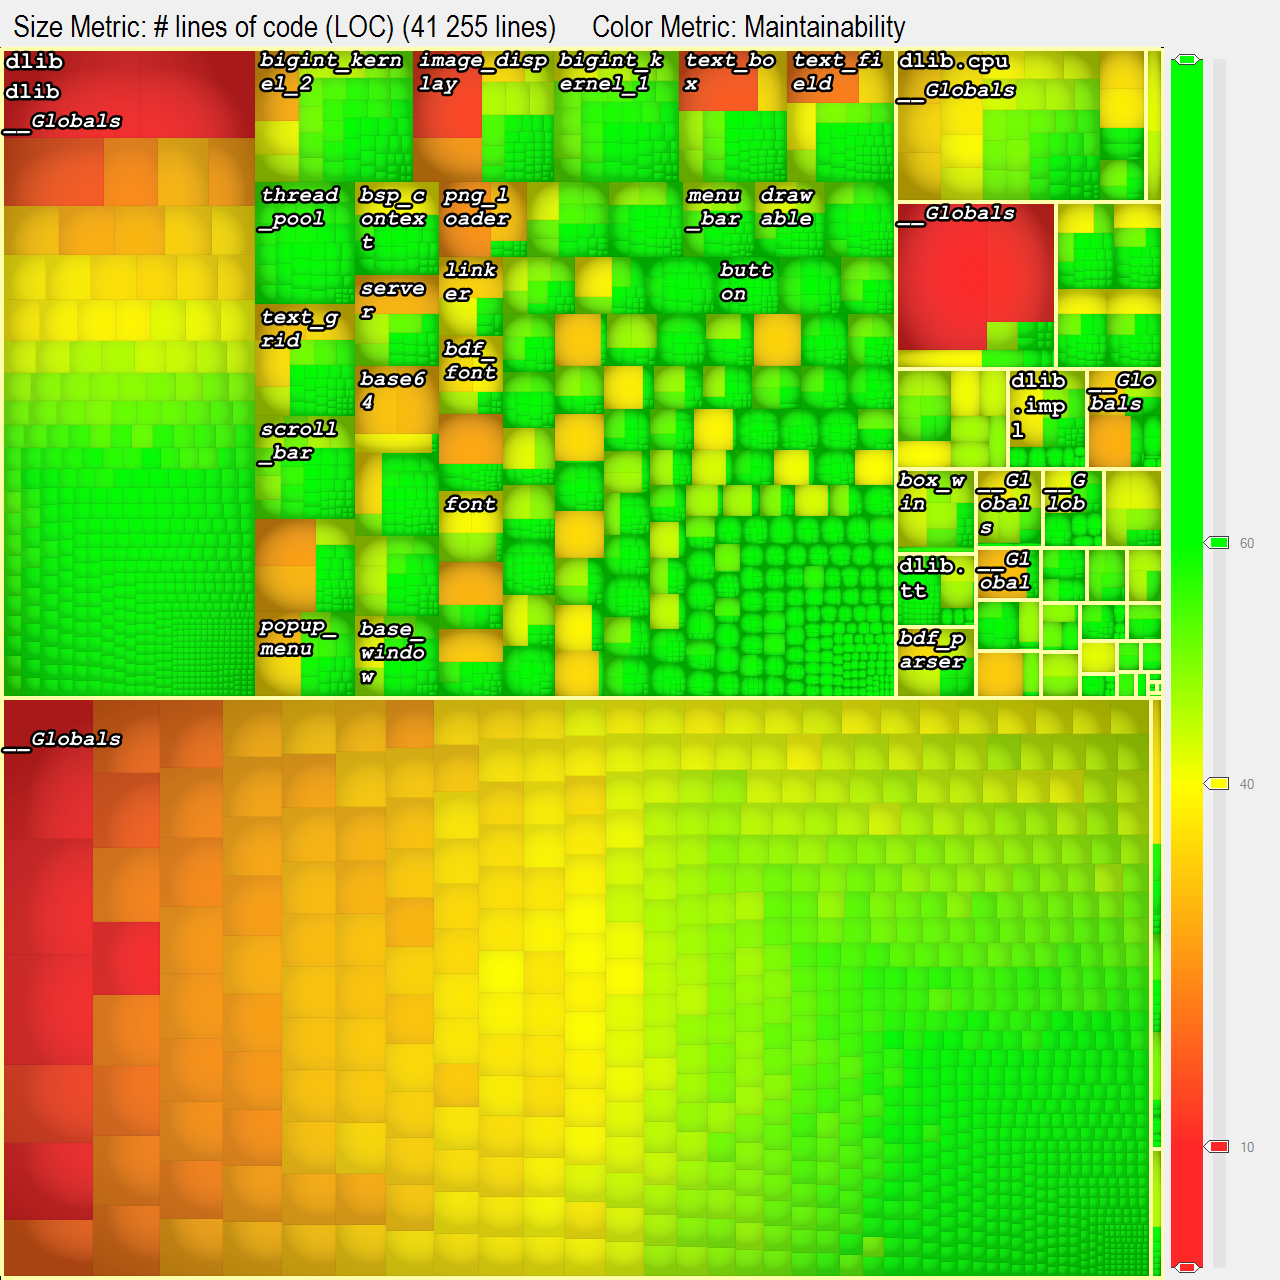 Size Metric: # lines of code (LOC) (41 255 lines) Color Metric: Maintainability
dlib
dlib
__Globals
bigint_kern
el_2
image_disp
lay
bigint_k
ernel_1
text_bo
x
text_fi
eld
dlib.cpu
__Globals
thread
_pool
bsp_c
ontex
t
png_l
oader
menu
_bar
draw
able
__Globals
serve
r
link
er
butt
on
text_g
rid
bdf_
font
base6
4
dlib
.imp
l
__Glo
bals
scroll
_bar
font
box_w
in
__Gl
obal
s
__G
lob
dlib.
tt
__Gl
obal
popup_
menu
base_
windo
w
bdf_p
arser
__Globals
60
40
10